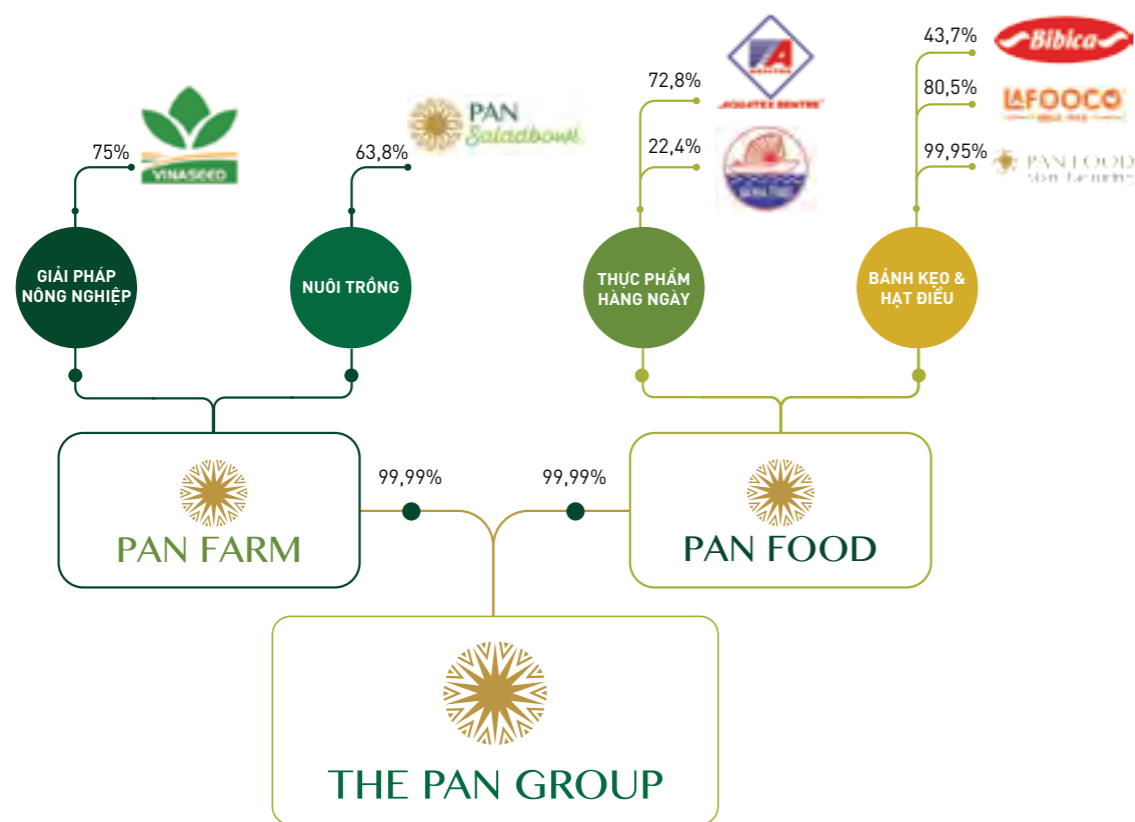 43,7%
Bibica
72,8%
AQUATEX BENTRE
80,5%
LAFOOCO
75%
VINASEED
63,8%
PAN
Saladbowl
22,4%
99,95%
PAN FOOD
Manufacturing
GIẢI PHÁP
NÔNG NGHIỆP
NUÔI TRỒNG
THỰC PHẨM
HÀNG NGÀY
BÁNH KẸO &
HẠT ĐIỀU
99,99%
99,99%
PAN FARM
PAN FOOD
THE PAN GROUP